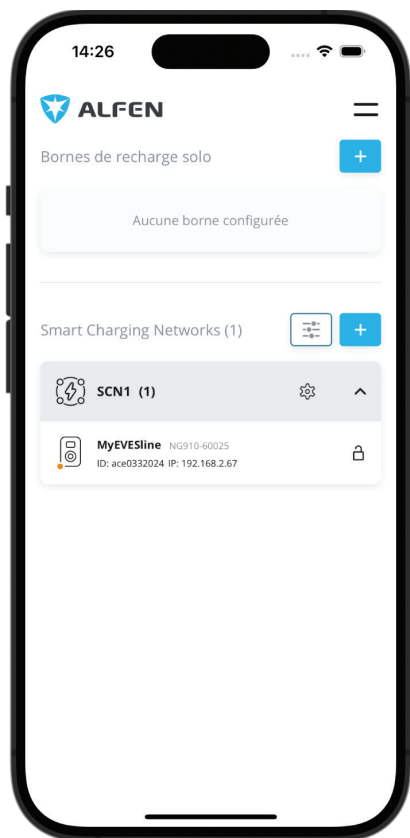 14:26
ALFEN
Bornes de recharge solo
+
Aucune borne configurée
Smart Charging Networks (1)
+
SCN1 (1)
MyEVESline NG910-60025
ID: ace0332024 IP: 192.168.2.67